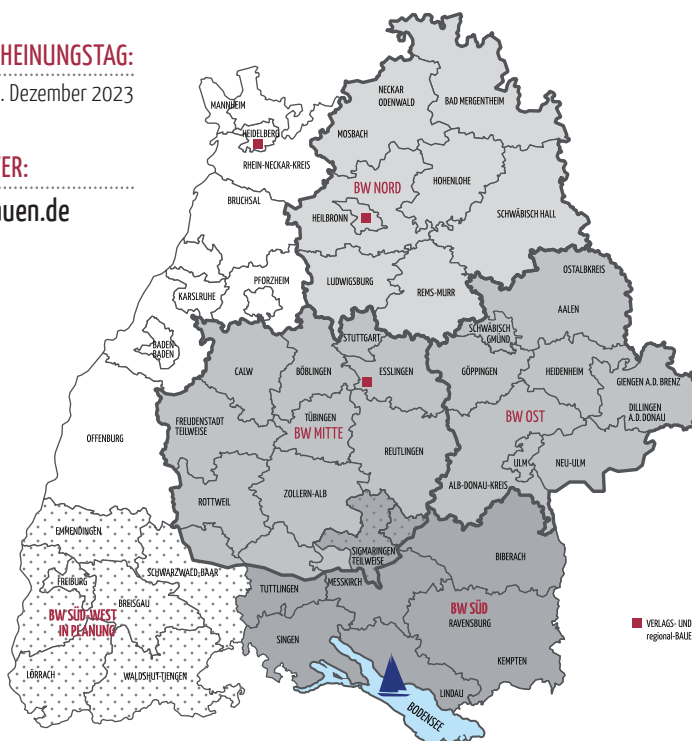 HEINUNGSTAG:
. Dezember 2023
ER:
uen.de
MANNHEIM
HEIDELBERG
RHEIN-NECKAR-KREIS
BRUCHSAL
KARSLRUHE
PFORZHEIM
BADEN
BADEN
OFFENBURG
NECKAR
ODENWALD
BAD MERGENTHEIM
MOSBACH
BW NORD
HOHENLOHE
HEILBRONN
SCHWÄBISCH HALL
LUDWIGSBURG
REMS-MURR
OSTALBKREIS
AALEN
SCHWÄBISCH
GMÜND
GÖPPINGEN
HEIDENHEIM
GIENGEN A.D. BRENZ
DILLINGEN
A.D.DONAU
BW OST
ULM
NEU-ULM
ALB-DONAU-KREIS
STUTTGART
CALW
BÖBLINGEN
ESSLINGEN
FREUDENSTADT
TEILWEISE
TÜBINGEN
BW MITTE
REUTLINGEN
ROTTWEIL
ZOLLERN-ALB
SIGMARINGEN
TEILWEISE
EMMENDINGEN
FREIBURG
SCHWARZWALD-BAAR
BREISGAU
BW SÜD-WEST
IN PLANUNG
LÖRRACH
WALDSHUT-TIENGEN
TUTTLINGEN
MESSKIRCH
BIBERACH
BW SÜD
RAVENSBURG
SINGEN
KEMPTEN
LINDAU
BODENSEE
VERLAGS- UND
regional-BAUE